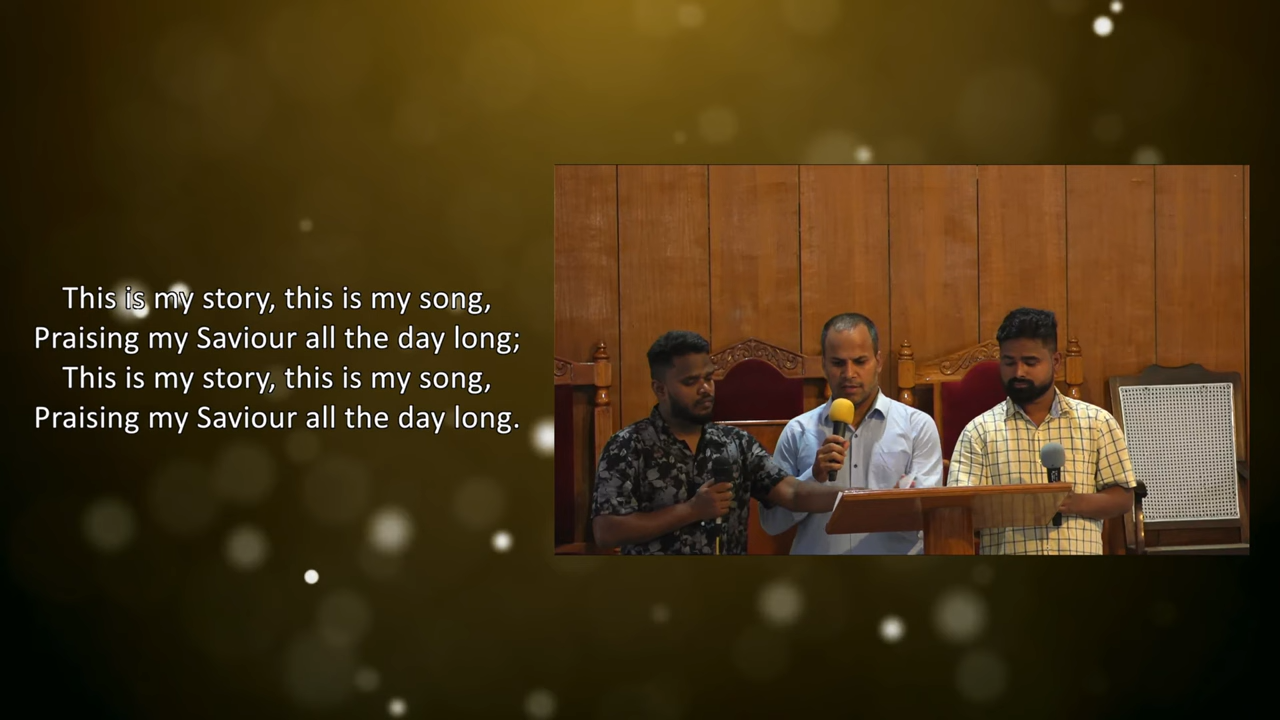 This is my story, this is my song,
Praising my Saviour all the day long;
This is my story, this is my song,
Praising my Saviour all the day long.